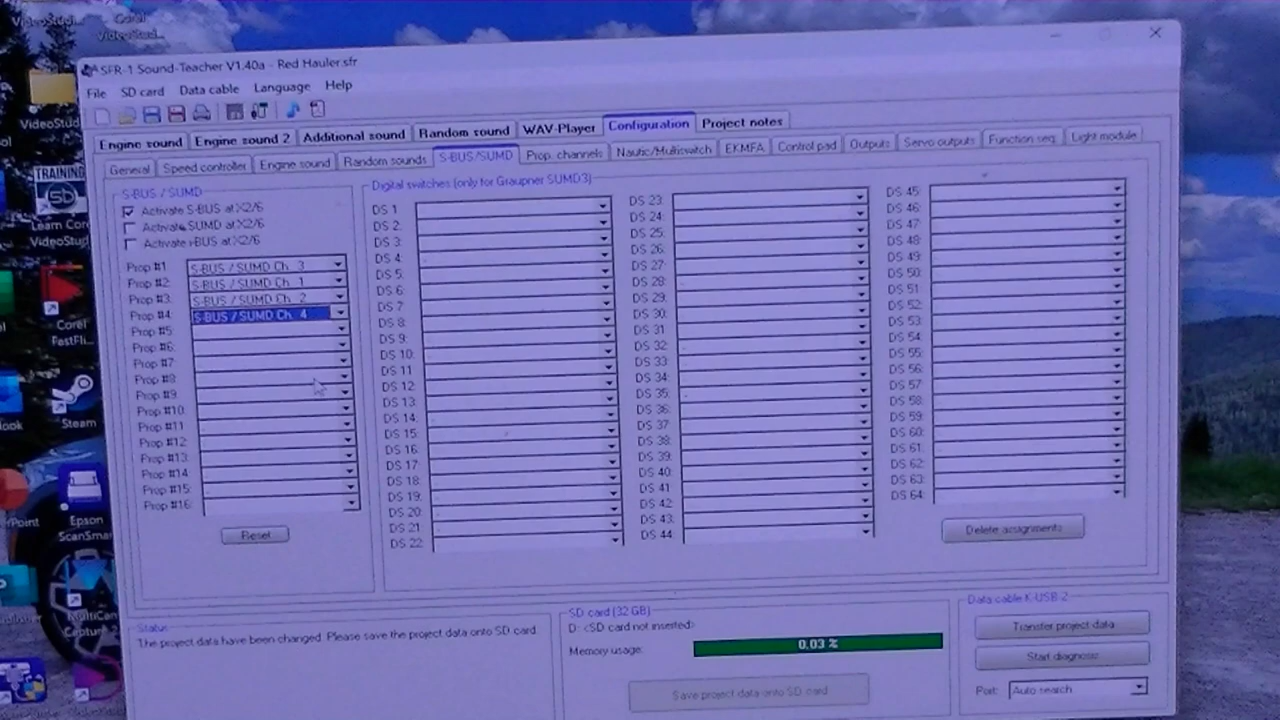 VideoStud...
Corel
VideoStud...
SFR-1 Sound-Teacher V1.40a - Red Hauler.sfr
File SD card Data cable Language Help
Engine sound Engine sound 2 Additional sound Random sound WAV-Player Configuration Project notes
General Speed controller Engine sound Random sounds S-BUS/SUMD Prop. channels Nautic/Multiswitch EKMFA Control pad Outputs Servo outputs Function seq. Light module
S-BUS / SUMD
Activate S-BUS at X2/6
Activate SUMD at X2/6
Activate i-BUS at X2/6
Prop #1: S-BUS / SUMD Ch. 3
Prop #2: S-BUS / SUMD Ch. 1
Prop #3: S-BUS / SUMD Ch. 2
Prop #4: S-BUS / SUMD Ch. 4
Prop #5:
Prop #6:
Prop #7:
Prop #8:
Prop #9:
Prop #10:
Prop #11:
Prop #12:
Prop #13:
Prop #14:
Prop #15:
Prop #16:
Reset
Digital switches (only for Graupner SUMD3)
DS 1:
DS 2:
DS 3:
DS 4:
DS 5:
DS 6:
DS 7:
DS 8:
DS 9:
DS 10:
DS 11:
DS 12:
DS 13:
DS 14:
DS 15:
DS 16:
DS 17:
DS 18:
DS 19:
DS 20:
DS 21:
DS 22:
DS 23:
DS 24:
DS 25:
DS 26:
DS 27:
DS 28:
DS 29:
DS 30:
DS 31:
DS 32:
DS 33:
DS 34:
DS 35:
DS 36:
DS 37:
DS 38:
DS 39:
DS 40:
DS 41:
DS 42:
DS 43:
DS 44:
DS 45:
DS 46:
DS 47:
DS 48:
DS 49:
DS 50:
DS 51:
DS 52:
DS 53:
DS 54:
DS 55:
DS 56:
DS 57:
DS 58:
DS 59:
DS 60:
DS 61:
DS 62:
DS 63:
DS 64:
Delete assignments
Status
The project data have been changed. Please save the project data onto SD card
SD card (32 GB)
D: <SD card not inserted>
Memory usage: 0,03 %
Save project data onto SD card
Data cable K-USB-2
Transfer project data
Start diagnosis
Port: Auto search
VideoStud
TRAINING
Learn Cor
VideoStud
Corel
FastFli...
Steam
Epson
ScanSmar
MultiCam
Capture 2